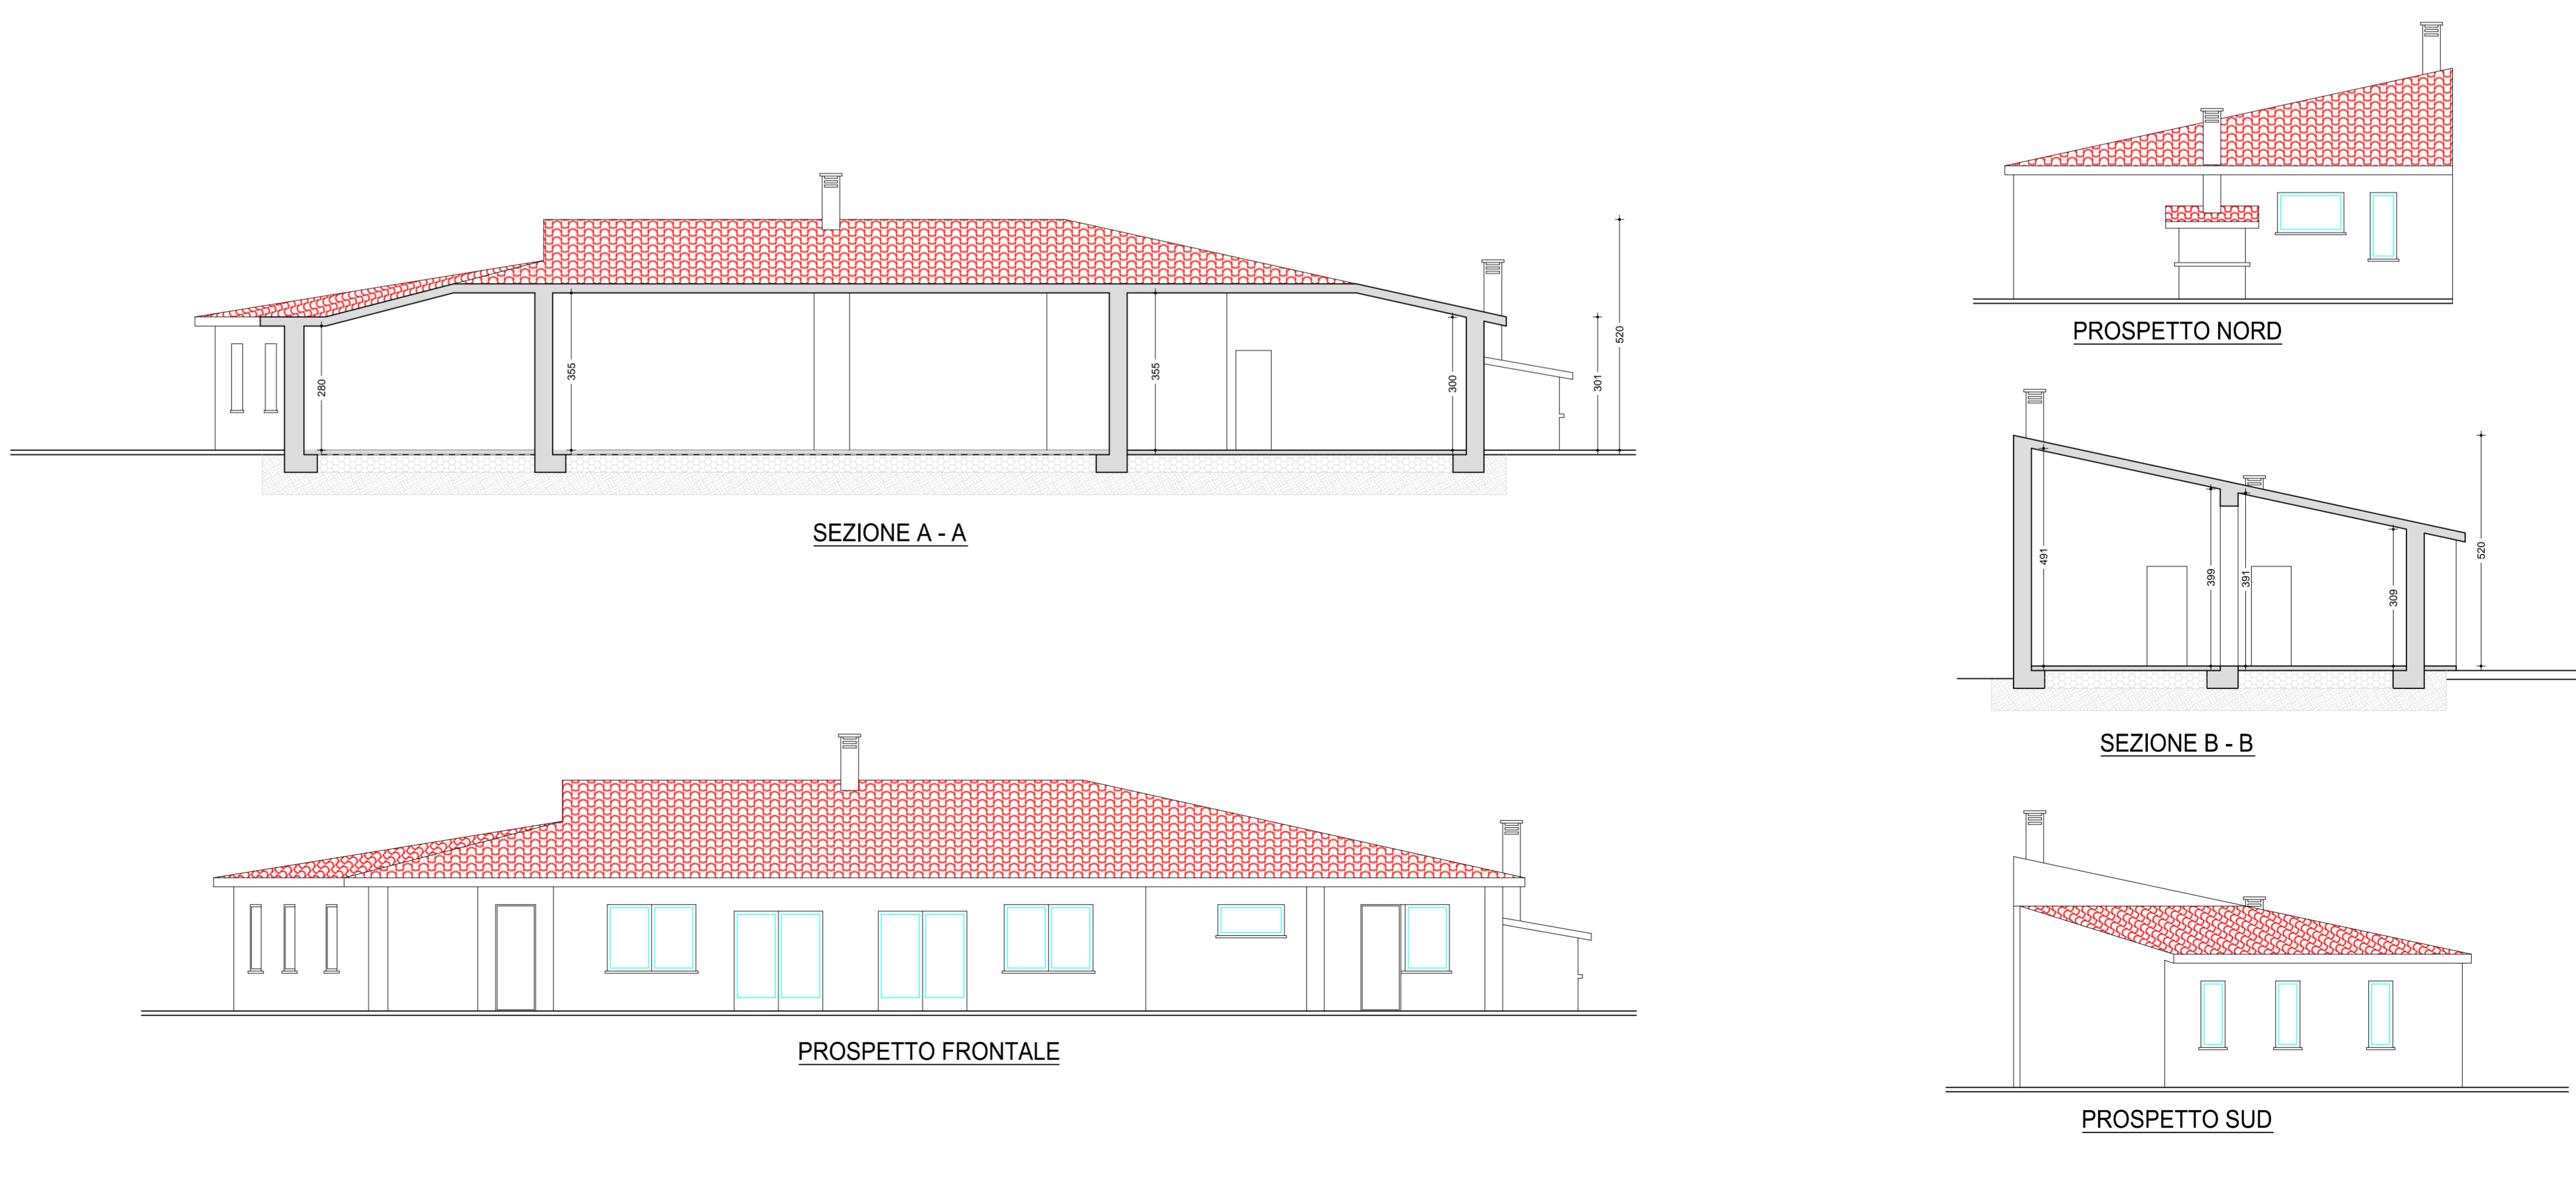 280
355
355
300
301
520
SEZIONE A - A
PROSPETTO NORD
491
399
391
309
520
SEZIONE B - B
PROSPETTO FRONTALE
PROSPETTO SUD